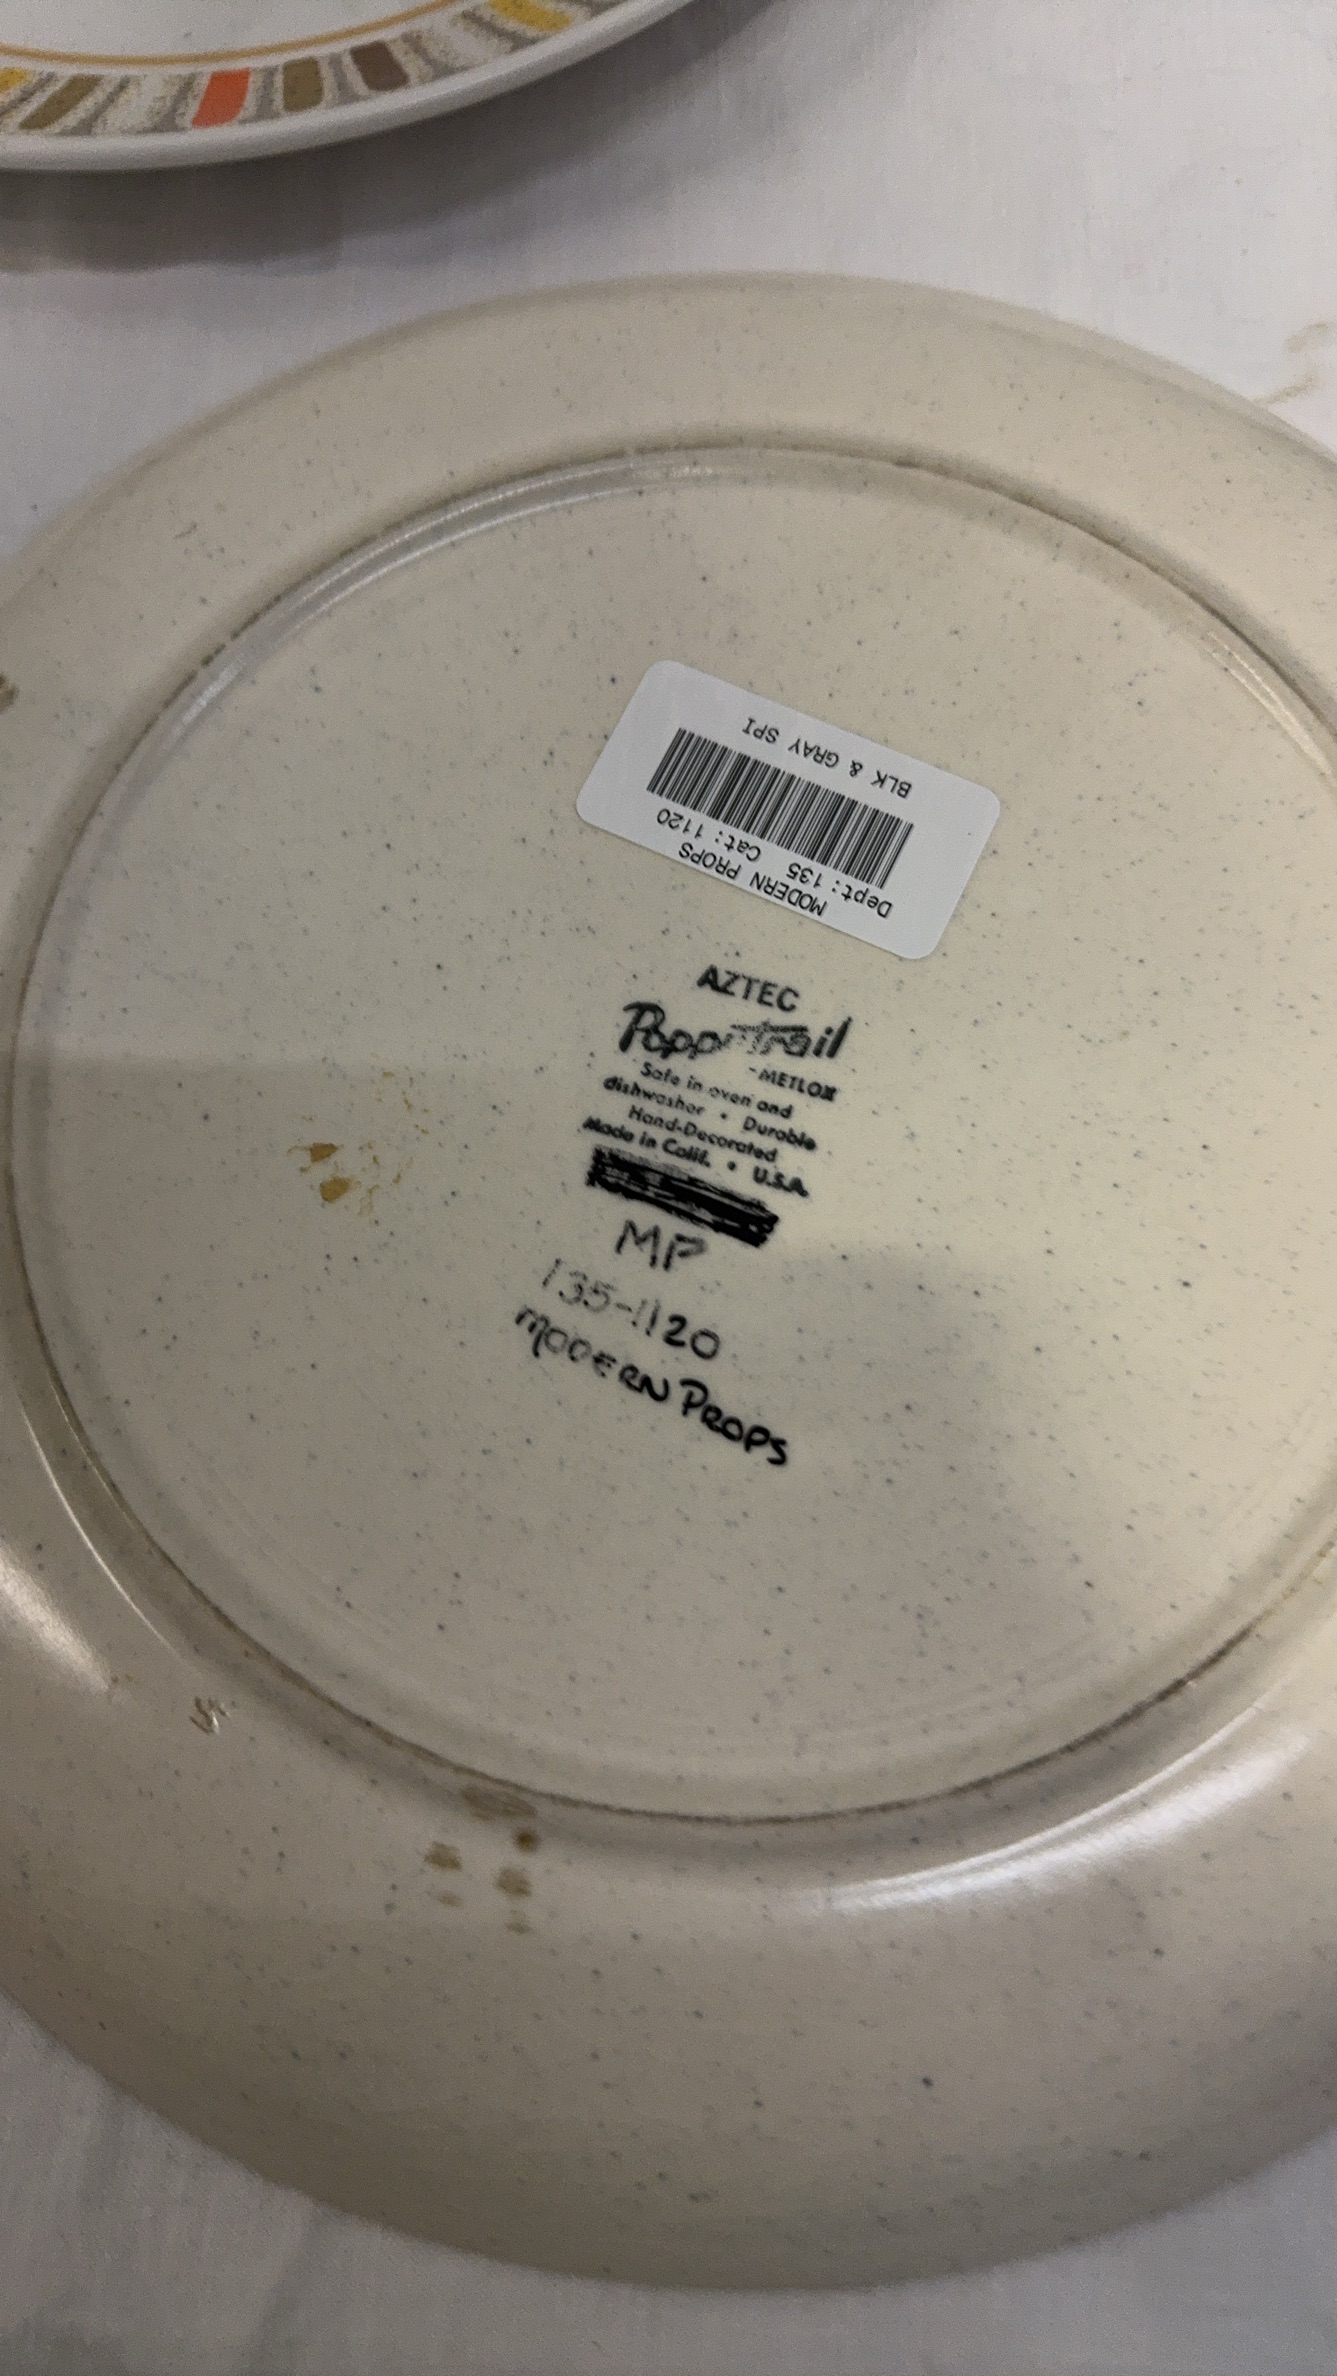 BLK & GRAY SPI
MODERN PROPS
Dept: 135 Cat: 1120
AZTEC
Poppytrail
-METLOX
Safe in oven and
dishwasher • Durable
Hand-Decorated
Made in Calif. • U.S.A.
MP
135-1120
MODERN PROPS